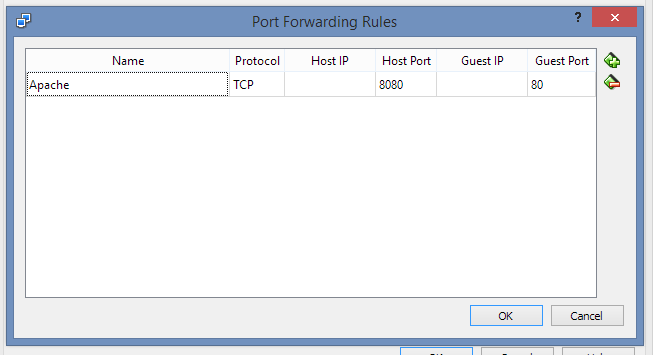 Port Forwarding Rules
?
Name Protocol Host IP Host Port Guest IP Guest Port
Apache TCP 8080 80
OK Cancel